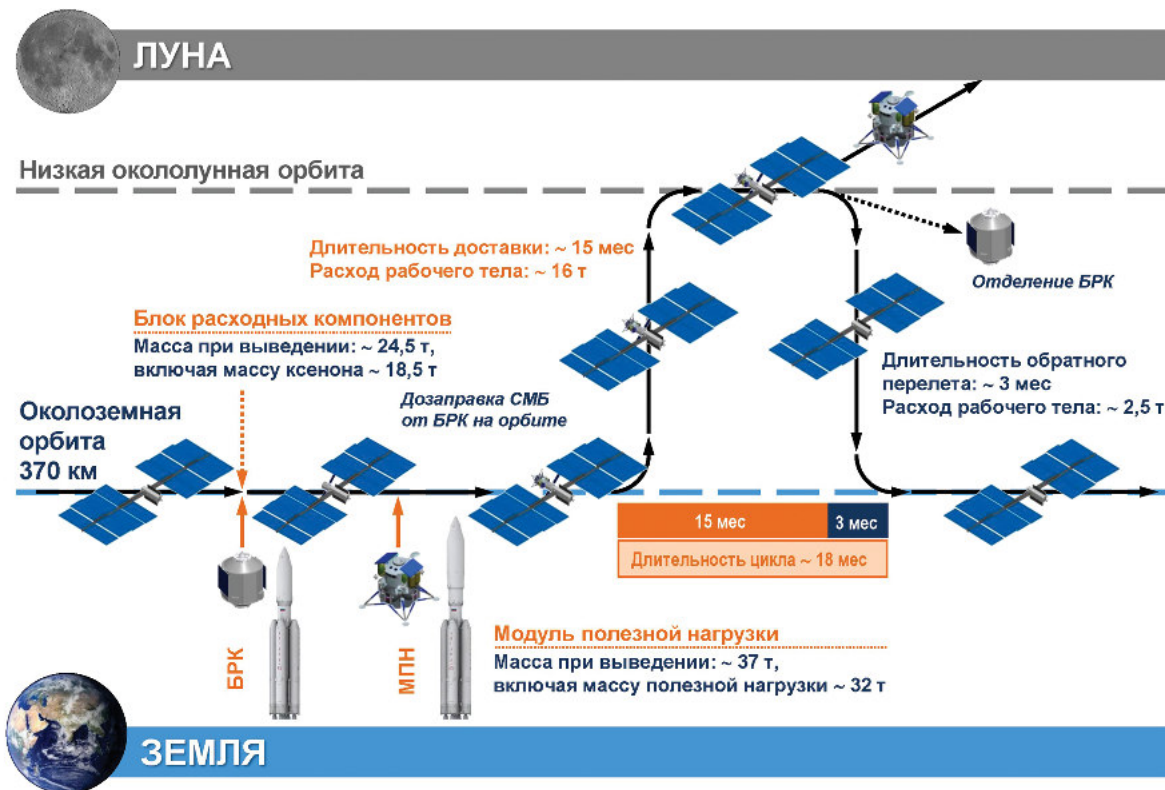 ЛУНА
Низкая окололунная орбита
Длительность доставки: ~ 15 мес
Расход рабочего тела: ~ 16 т
Отделение БРК
Блок расходных компонентов
Масса при выведении: ~ 24,5 т,
включая массу ксенона ~ 18,5 т
Длительность обратного
перелета: ~ 3 мес
Расход рабочего тела: ~ 2,5 т
Дозаправка СМБ
от БРК на орбите
Околоземная
орбита
370 км
15 мес
3 мес
Длительность цикла ~ 18 мес
БРК
МПН
Модуль полезной нагрузки
Масса при выведении: ~ 37 т,
включая массу полезной нагрузки ~ 32 т
ЗЕМЛЯ